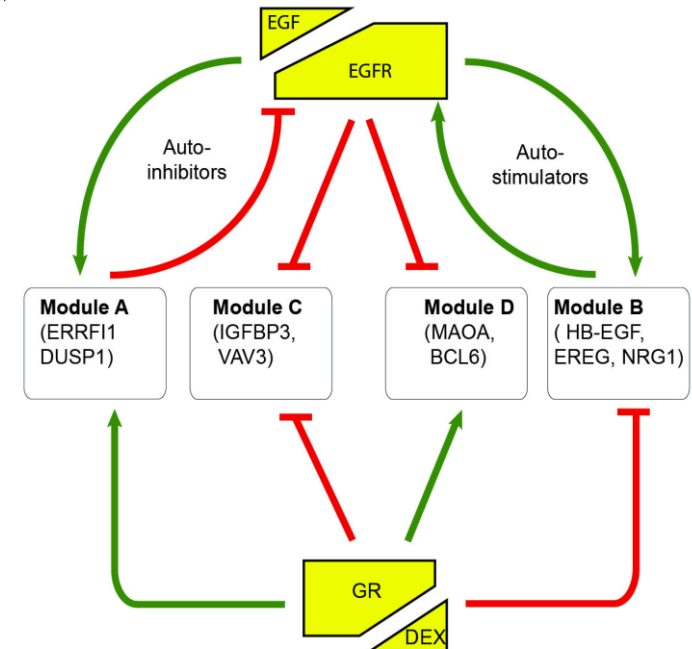 EGF
EGFR
Auto-
inhibitors
Auto-
stimulators
Module A
(ERRFI1
DUSP1)
Module C
(IGFBP3,
VAV3)
Module D
(MAOA,
BCL6)
Module B
( HB-EGF,
EREG, NRG1)
GR
DEX